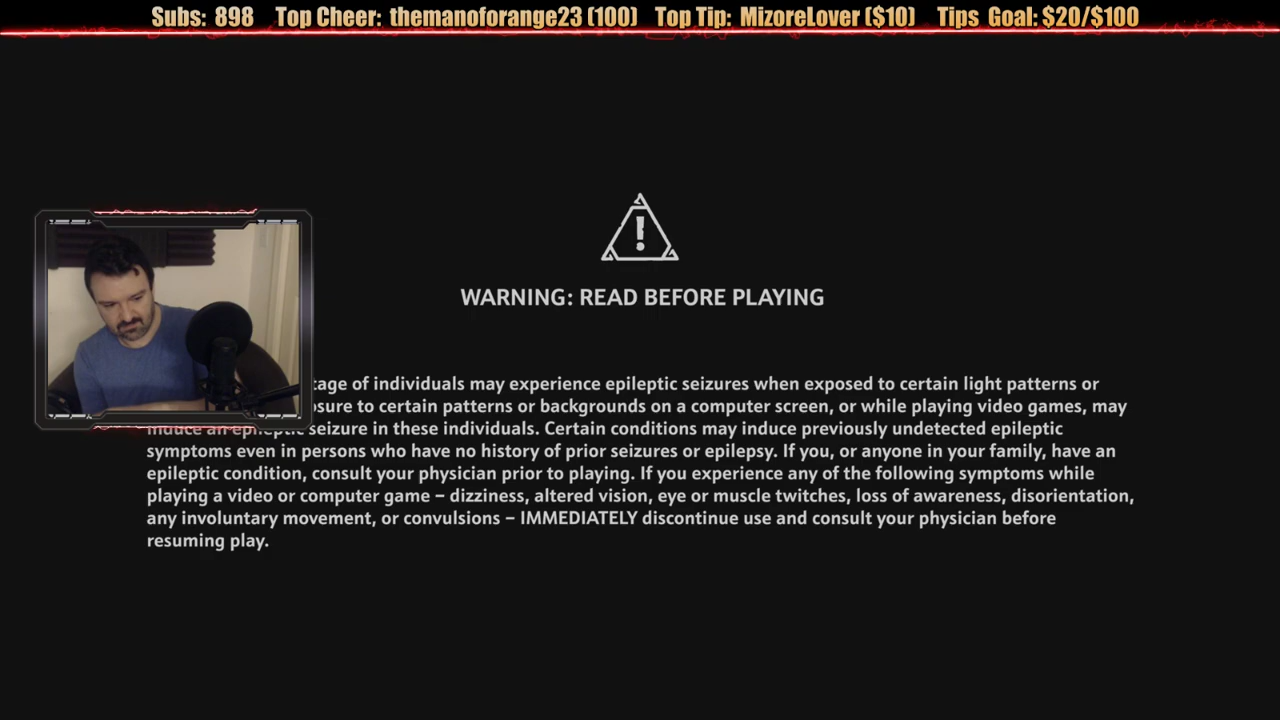 Subs: 898 Top Cheer: themanoforange23 (100) Top Tip: MizoreLover ($10) Tips Goal: $20/$100
WARNING: READ BEFORE PLAYING
of individuals may experience epileptic seizures when exposed to certain light patterns or
to certain patterns or backgrounds on a computer screen, or while playing video games, may
induce an epileptic seizure in these individuals. Certain conditions may induce previously undetected epileptic
symptoms even in persons who have no history of prior seizures or epilepsy. If you, or anyone in your family, have an
epileptic condition, consult your physician prior to playing. If you experience any of the following symptoms while
playing a video or computer game – dizziness, altered vision, eye or muscle twitches, loss of awareness, disorientation,
any involuntary movement, or convulsions – IMMEDIATELY discontinue use and consult your physician before
resuming play.